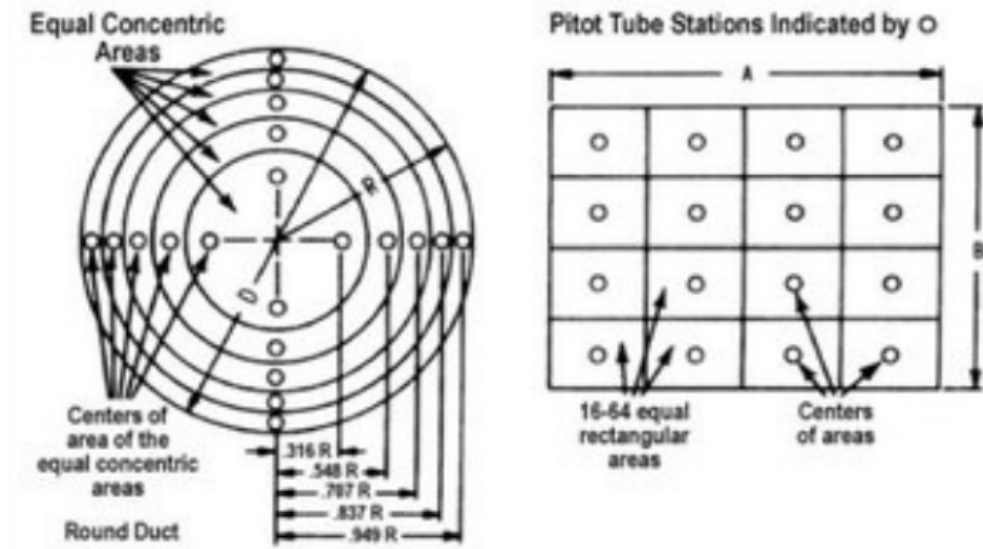 Equal Concentric
Areas
R
D
Centers of
area of the
equal concentric
areas
Round Duct
.316 R
.548 R
.707 R
.837 R
.949 R
Pitot Tube Stations Indicated by O
A
B
16-64 equal
rectangular
areas
Centers
of areas